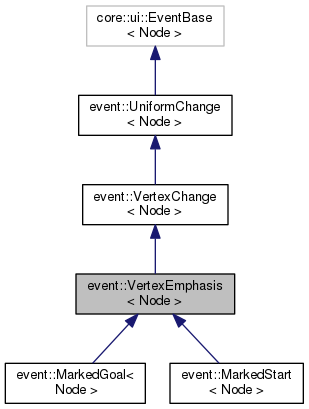 core::ui::EventBase
< Node >
event::UniformChange
< Node >
event::VertexChange
< Node >
event::VertexEmphasis
< Node >
event::MarkedGoal<
Node >
event::MarkedStart
< Node >